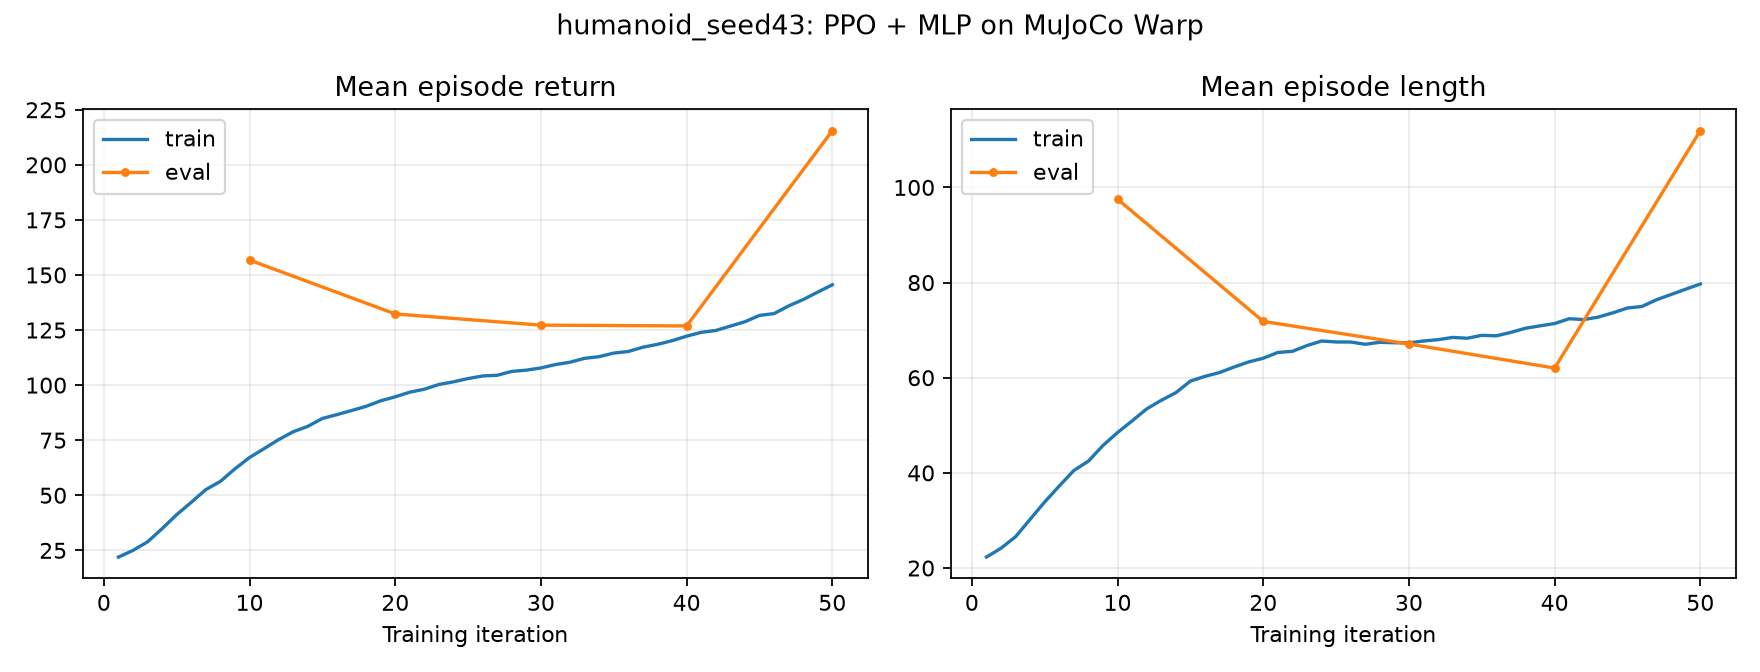 humanoid_seed43: PPO + MLP on MuJoCo Warp
Mean episode return
225
200
175
150
125
100
75
50
25
train
eval
0 10 20 30 40 50
Training iteration
Mean episode length
100
80
60
40
20
train
eval
0 10 20 30 40 50
Training iteration